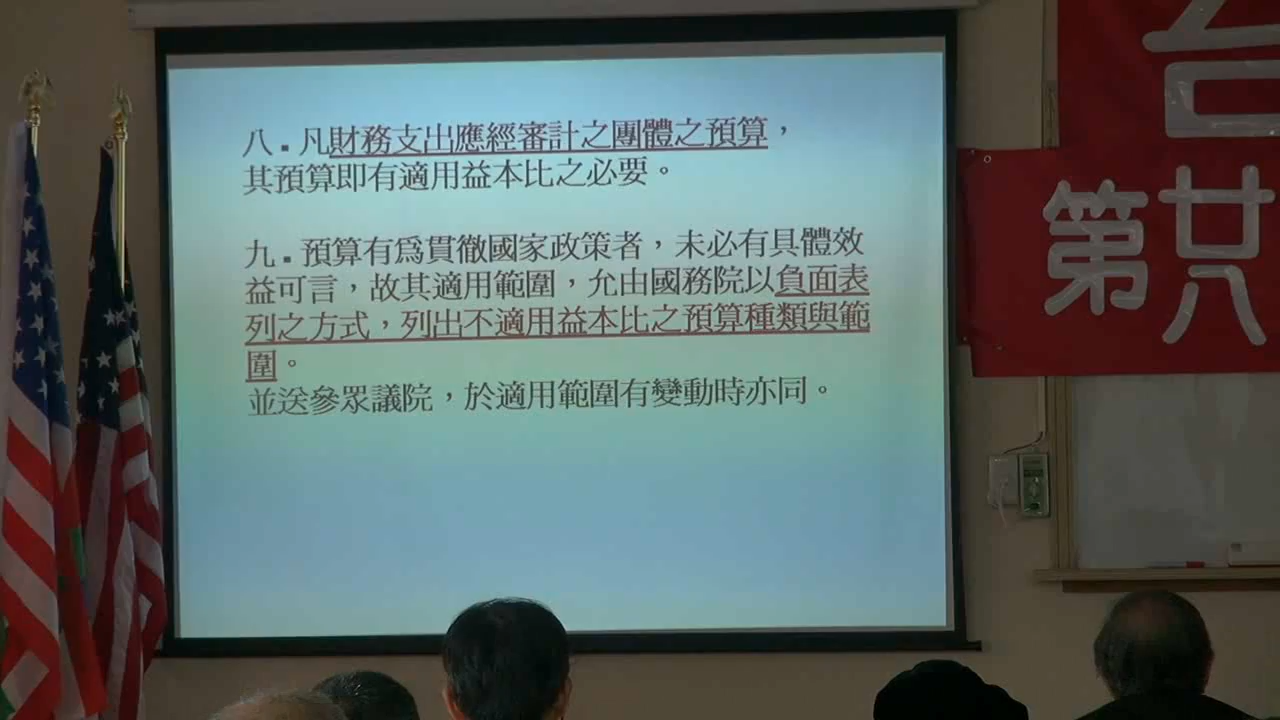 八．凡財務支出應經審計之團體之預算，
其預算即有適用益本比之必要。
九．預算有為貫徹國家政策者，未必有具體效
益可言，故其適用範圍，允由國務院以負面表
列之方式，列出不適用益本比之預算種類與範
圍。
並送參眾議院，於適用範圍有變動時亦同。
台
第廿
八